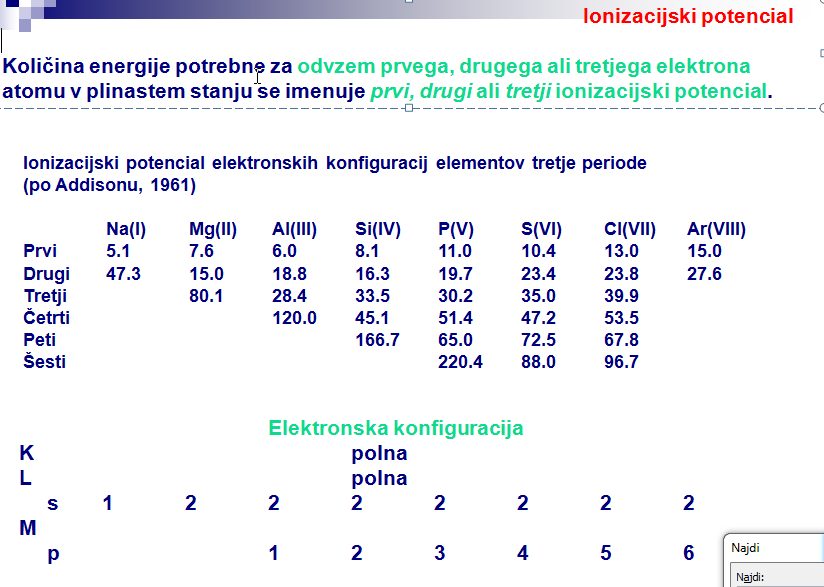 Ionizacijski potencial
Količina energije potrebne za odvzem prvega, drugega ali tretjega elektrona
atomu v plinastem stanju se imenuje prvi, drugi ali tretji ionizacijski potencial.
Ionizacijski potencial elektronskih konfiguracij elementov tretje periode
(po Addisonu, 1961)
Na(I) Mg(II) Al(III) Si(IV) P(V) S(VI) Cl(VII) Ar(VIII)
Prvi 5.1 7.6 6.0 8.1 11.0 10.4 13.0 15.0
Drugi 47.3 15.0 18.8 16.3 19.7 23.4 23.8 27.6
Tretji 80.1 28.4 33.5 30.2 35.0 39.9
Četrti 120.0 45.1 51.4 47.2 53.5
Peti 166.7 65.0 72.5 67.8
Šesti 220.4 88.0 96.7
Elektronska konfiguracija
K polna
L polna
s 1 2 2 2 2 2 2 2
M
p 1 2 3 4 5 6
Najdi
Najdi: